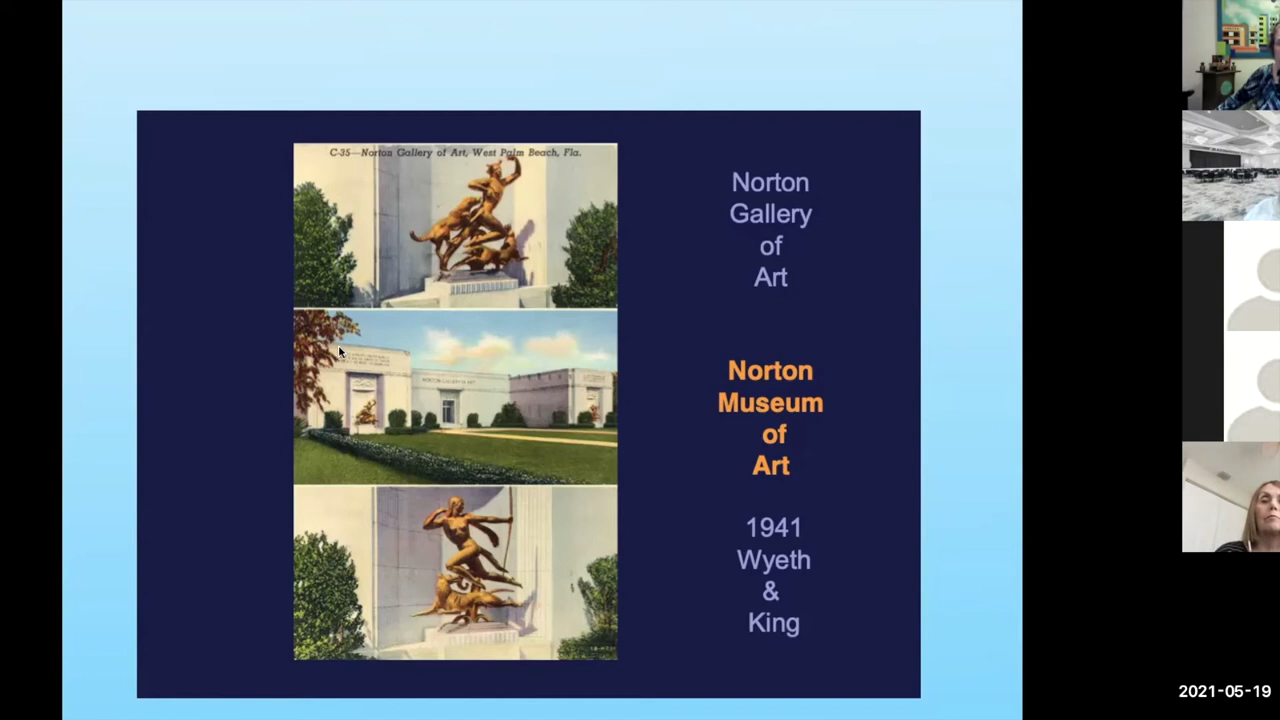 C-35—Norton Gallery of Art, West Palm Beach, Fla.
NORTON GALLERY OF ART
Norton
Gallery
of
Art
Norton
Museum
of
Art
1941
Wyeth
&
King
2021-05-19